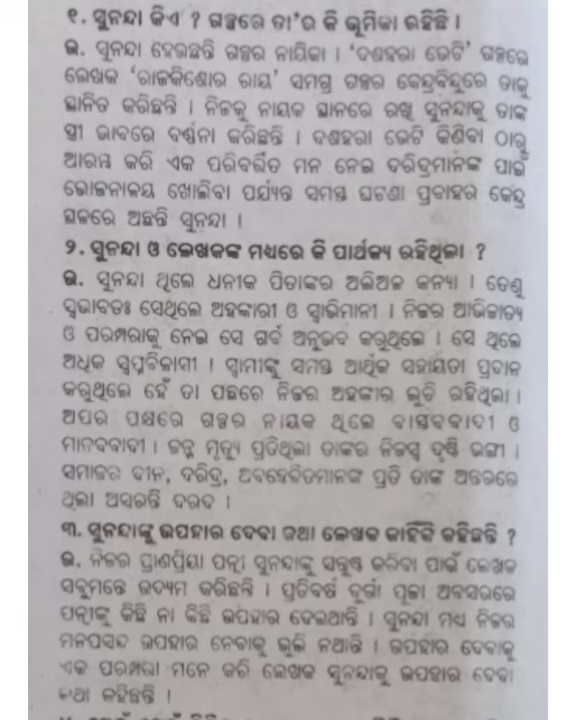 ୧. ସୁନନ୍ଦା କିଏ ? ଗଳ୍ପରେ ତା'ର କି ଭୂମିକା ରହିଛି ।
ଉ. ସୁନନ୍ଦା ହେଉଛନ୍ତି ଗଳ୍ପର ନାୟିକା । 'ଦଶହରା ଭେଟି' ଗଳ୍ପରେ
ଲେଖକ 'ରାଜକିଶୋର ରାୟ' ସମଗ୍ର ଗଳ୍ପର କେନ୍ଦ୍ରବିନ୍ଦୁରେ ତାକୁ
ସ୍ଥାନିତ କରିଛନ୍ତି । ନିଜକୁ ନାୟକ ସ୍ଥାନରେ ରଖି ସୁନନ୍ଦାକୁ ତାଙ୍କ
ସ୍ତ୍ରୀ ଭାବରେ ବର୍ଣ୍ଣନା କରିଛନ୍ତି । ଦଶହରା ଭେଟି କିଣିବା ଠାରୁ
ଆରମ୍ଭ କରି ଏକ ପରିବର୍ତ୍ତିତ ମନ ନେଇ ଦରିଦ୍ରମାନଙ୍କ ପାଇଁ
ଭୋଜନାଳୟ ଖୋଲିବା ପର୍ଯ୍ୟନ୍ତ ସମସ୍ତ ଘଟଣା ପ୍ରବାହର କେନ୍ଦ୍ର
ସ୍ଥଳରେ ଅଛନ୍ତି ସୁନନ୍ଦା ।
୨. ସୁନନ୍ଦା ଓ ଲେଖକଙ୍କ ମଧ୍ୟରେ କି ପାର୍ଥକ୍ୟ ରହିଥିଲା ?
ଉ. ସୁନନ୍ଦା ଥିଲେ ଧନୀକ ପିତାଙ୍କର ଅଲିଅଳ କନ୍ୟା । ତେଣୁ
ସ୍ୱଭାବତଃ ସେଥିଲେ ଅହଙ୍କାରୀ ଓ ସ୍ୱାଭିମାନୀ । ନିଜର ଆଭିଜାତ୍ୟ
ଓ ପରମ୍ପରାକୁ ନେଇ ସେ ଗର୍ବ ଅନୁଭବ କରୁଥିଲେ । ସେ ଥିଲେ
ଅଧିକ ସ୍ୱପ୍ନବିଳାସୀ । ସ୍ୱାମୀଙ୍କୁ ସମସ୍ତ ଆର୍ଥିକ ସହାୟତା ପ୍ରଦାନ
କରୁଥିଲେ ହେଁ ତା ପଛରେ ନିଜର ଅହଙ୍କାର ଲୁଚି ରହିଥିଲା ।
ଅପର ପକ୍ଷରେ ଗଳ୍ପର ନାୟକ ଥିଲେ ବାସ୍ତବବାଦୀ ଓ
ମାନବବାଦୀ । ଜନ୍ମ ମୃତ୍ୟୁ ପ୍ରତିଥିଲା ତାଙ୍କର ନିଜସ୍ୱ ଦୃଷ୍ଟି ଭଙ୍ଗୀ ।
ସମାଜର ଦୀନ, ଦରିଦ୍ର, ଅବହେଳିତମାନଙ୍କ ପ୍ରତି ତାଙ୍କ ଅନ୍ତରରେ
ଥିଲା ଅସରନ୍ତି ଦରଦ ।
୩. ସୁନନ୍ଦାଙ୍କୁ ଉପହାର ଦେବା କଥା ଲେଖକ କାହିଁକି କହିଛନ୍ତି ?
ଉ. ନିଜର ପ୍ରାଣପ୍ରିୟା ପତ୍ନୀ ସୁନନ୍ଦାଙ୍କୁ ସନ୍ତୁଷ୍ଟ କରିବା ପାଇଁ ଲେଖକ
ସବୁମନ୍ତେ ଉଦ୍ୟମ କରିଛନ୍ତି । ପ୍ରତିବର୍ଷ ଦୁର୍ଗା ପୂଜା ଅବସରରେ
ପତ୍ନୀଙ୍କୁ କିଛି ନା କିଛି ଉପହାର ଦେଇଥାନ୍ତି । ସୁନନ୍ଦା ମଧ୍ୟ ନିଜର
ମନପସନ୍ଦ ଉପହାର ନେବାକୁ ଭୁଲି ନଥାନ୍ତି । ଉପହାର ଦେବାକୁ
ଏକ ପରମ୍ପରା ମନେ କରି ଲେଖକ ସୁନନ୍ଦାକୁ ଉପହାର ଦେବା
କଥା କହିଛନ୍ତି ।